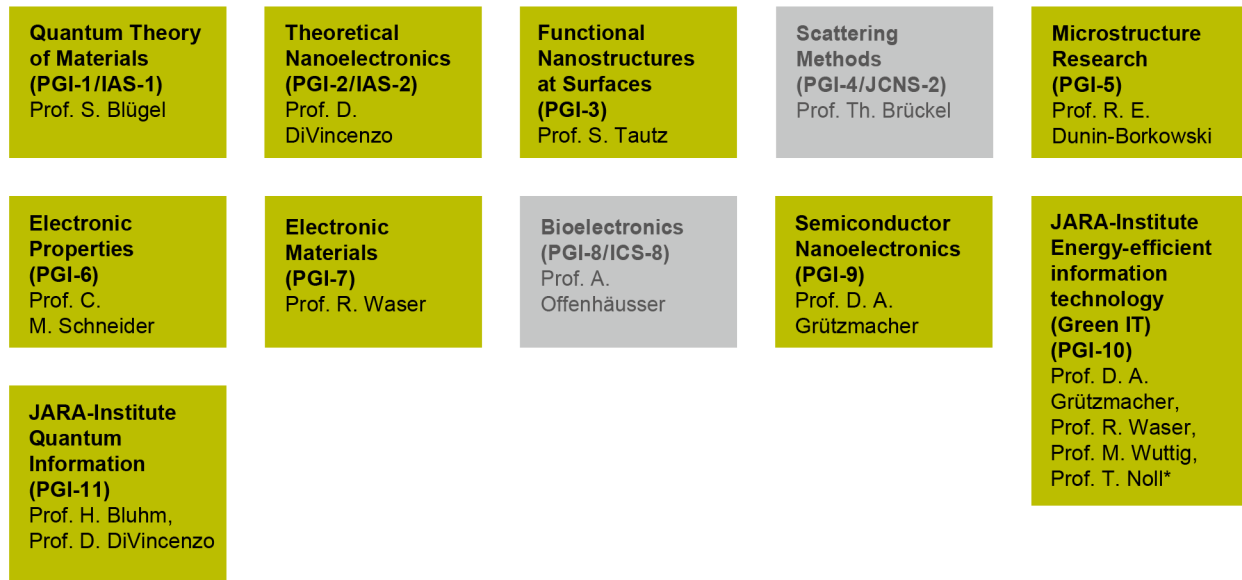 Quantum Theory
of Materials
(PGI-1/IAS-1)
Prof. S. Blügel
Theoretical
Nanoelectronics
(PGI-2/IAS-2)
Prof. D.
DiVincenzo
Functional
Nanostructures
at Surfaces
(PGI-3)
Prof. S. Tautz
Scattering
Methods
(PGI-4/JCNS-2)
Prof. Th. Brückel
Microstructure
Research
(PGI-5)
Prof. R. E.
Dunin-Borkowski
Electronic
Properties
(PGI-6)
Prof. C.
M. Schneider
Electronic
Materials
(PGI-7)
Prof. R. Waser
Bioelectronics
(PGI-8/ICS-8)
Prof. A.
Offenhäusser
Semiconductor
Nanoelectronics
(PGI-9)
Prof. D. A.
Grützmacher
JARA-Institute
Energy-efficient
information
technology
(Green IT)
(PGI-10)
Prof. D. A.
Grützmacher,
Prof. R. Waser,
Prof. M. Wuttig,
Prof. T. Noll*
JARA-Institute
Quantum
Information
(PGI-11)
Prof. H. Bluhm,
Prof. D. DiVincenzo